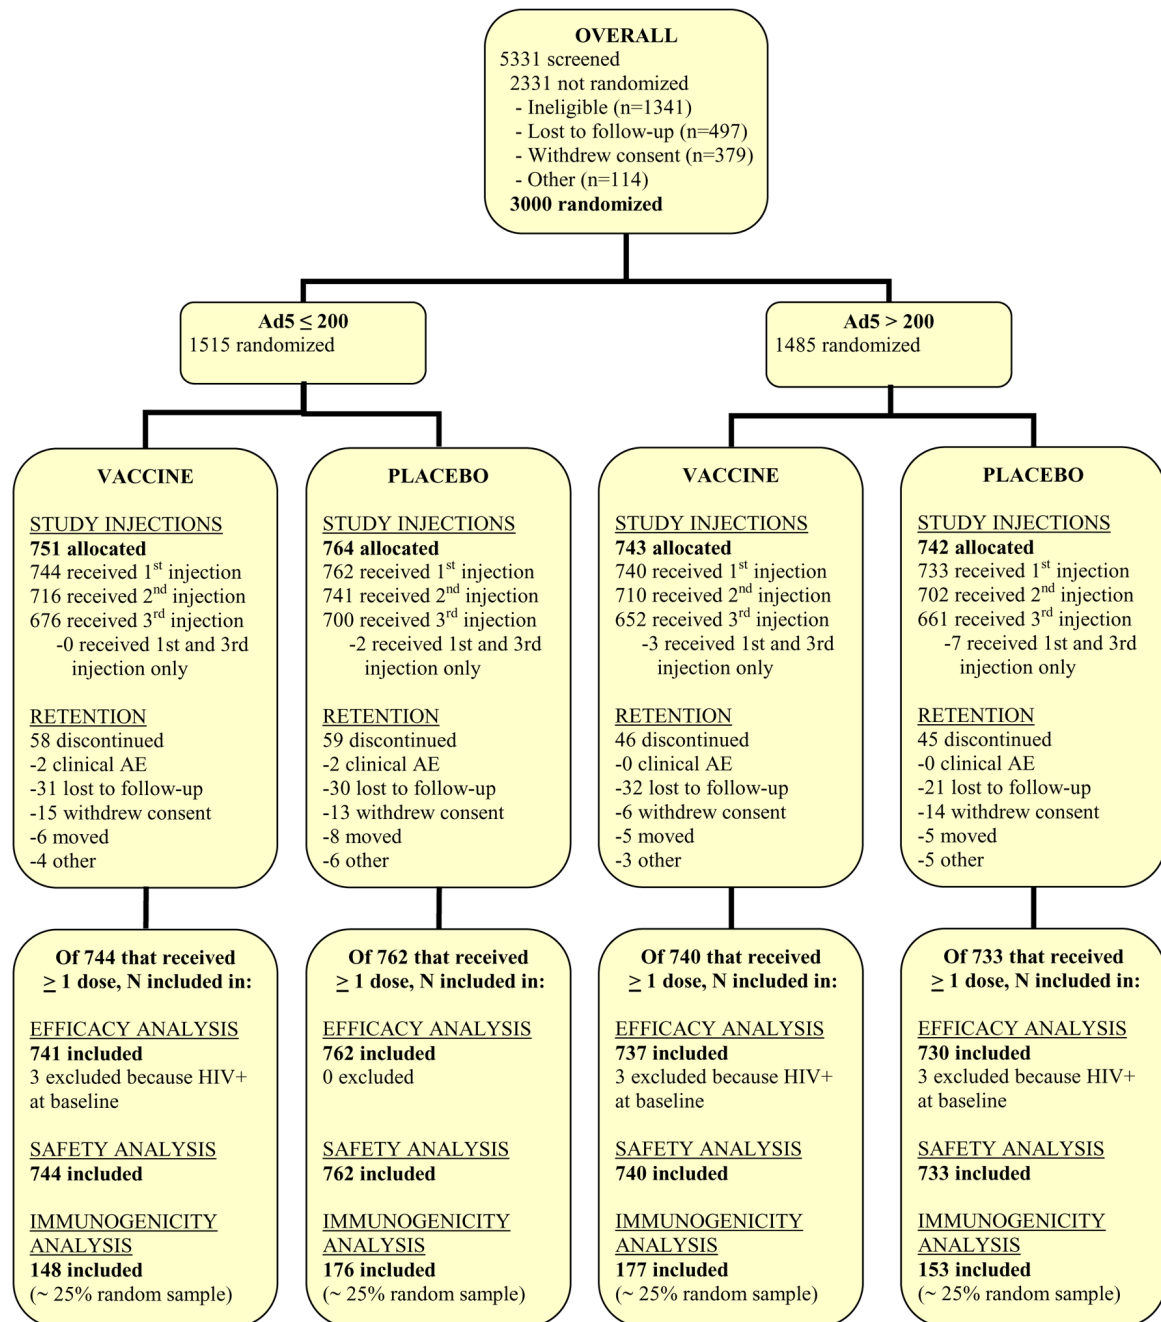 OVERALL
5331 screened
2331 not randomized
- Ineligible (n=1341)
- Lost to follow-up (n=497)
- Withdrew consent (n=379)
- Other (n=114)
3000 randomized
Ad5 ≤ 200
1515 randomized
Ad5 > 200
1485 randomized
VACCINE
STUDY INJECTIONS
751 allocated
744 received 1st injection
716 received 2nd injection
676 received 3rd injection
-0 received 1st and 3rd
injection only
RETENTION
58 discontinued
-2 clinical AE
-31 lost to follow-up
-15 withdrew consent
-6 moved
-4 other
PLACEBO
STUDY INJECTIONS
764 allocated
762 received 1st injection
741 received 2nd injection
700 received 3rd injection
-2 received 1st and 3rd
injection only
RETENTION
59 discontinued
-2 clinical AE
-30 lost to follow-up
-13 withdrew consent
-8 moved
-6 other
VACCINE
STUDY INJECTIONS
743 allocated
740 received 1st injection
710 received 2nd injection
652 received 3rd injection
-3 received 1st and 3rd
injection only
RETENTION
46 discontinued
-0 clinical AE
-32 lost to follow-up
-6 withdrew consent
-5 moved
-3 other
PLACEBO
STUDY INJECTIONS
742 allocated
733 received 1st injection
702 received 2nd injection
661 received 3rd injection
-7 received 1st and 3rd
injection only
RETENTION
45 discontinued
-0 clinical AE
-21 lost to follow-up
-14 withdrew consent
-5 moved
-5 other
Of 744 that received
≥ 1 dose, N included in:
EFFICACY ANALYSIS
741 included
3 excluded because HIV+
at baseline
SAFETY ANALYSIS
744 included
IMMUNOGENICITY
ANALYSIS
148 included
(~ 25% random sample)
Of 762 that received
≥ 1 dose, N included in:
EFFICACY ANALYSIS
762 included
0 excluded
SAFETY ANALYSIS
762 included
IMMUNOGENICITY
ANALYSIS
176 included
(~ 25% random sample)
Of 740 that received
≥ 1 dose, N included in:
EFFICACY ANALYSIS
737 included
3 excluded because HIV+
at baseline
SAFETY ANALYSIS
740 included
IMMUNOGENICITY
ANALYSIS
177 included
(~ 25% random sample)
Of 733 that received
≥ 1 dose, N included in:
EFFICACY ANALYSIS
730 included
3 excluded because HIV+
at baseline
SAFETY ANALYSIS
733 included
IMMUNOGENICITY
ANALYSIS
153 included
(~ 25% random sample)